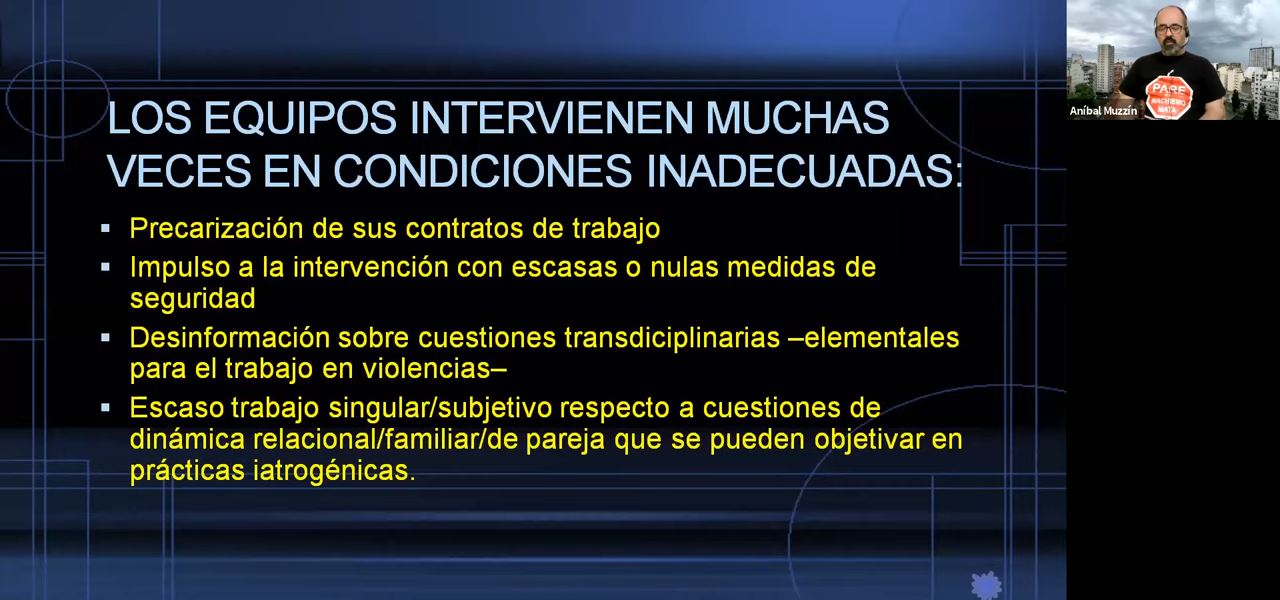 LOS EQUIPOS INTERVIENEN MUCHAS
VECES EN CONDICIONES INADECUADAS:
Precarización de sus contratos de trabajo
Impulso a la intervención con escasas o nulas medidas de
seguridad
Desinformación sobre cuestiones transdiciplinarias –elementales
para el trabajo en violencias–
Escaso trabajo singular/subjetivo respecto a cuestiones de
dinámica relacional/familiar/de pareja que se pueden objetivar en
prácticas iatrogénicas.
PARE
MACHISMO
MATA
Aníbal Muzzín